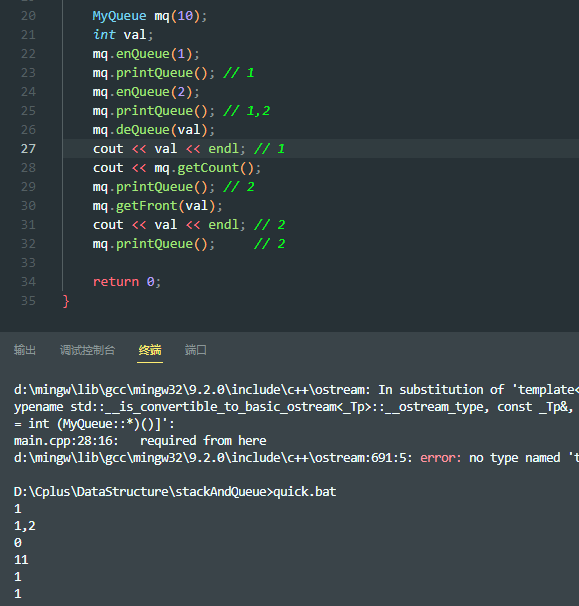 20 MyQueue mq(10);
21 int val;
22 mq.enQueue(1);
23 mq.printQueue(); // 1
24 mq.enQueue(2);
25 mq.printQueue(); // 1,2
26 mq.deQueue(val);
27 cout << val << endl; // 1
28 cout << mq.getCount();
29 mq.printQueue(); // 2
30 mq.getFront(val);
31 cout << val << endl; // 2
32 mq.printQueue();     // 2
33
34 return 0;
35 }
输出 调试控制台 终端 端口
d:\mingw\lib\gcc\mingw32\9.2.0\include\c++\ostream: In substitution of 'template<
ypename std::__is_convertible_to_basic_ostream<_Tp>::__ostream_type, const _Tp&,
= int (MyQueue::*)()]':
main.cpp:28:16:   required from here
d:\mingw\lib\gcc\mingw32\9.2.0\include\c++\ostream:691:5: error: no type named 't
D:\Cplus\DataStructure\stackAndQueue>quick.bat
1
1,2
0
11
1
1